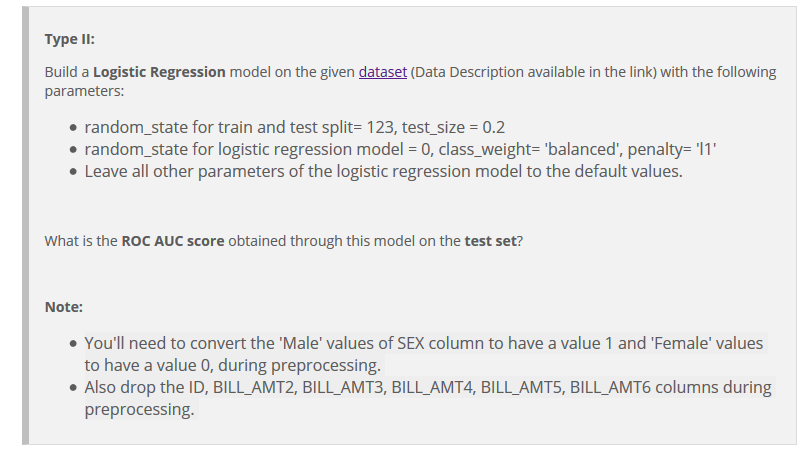 Type II:
Build a Logistic Regression model on the given dataset (Data Description available in the link) with the following
parameters:
• random_state for train and test split= 123, test_size = 0.2
• random_state for logistic regression model = 0, class_weight= 'balanced', penalty= 'l1'
• Leave all other parameters of the logistic regression model to the default values.
What is the ROC AUC score obtained through this model on the test set?
Note:
• You'll need to convert the 'Male' values of SEX column to have a value 1 and 'Female' values
to have a value 0, during preprocessing.
• Also drop the ID, BILL_AMT2, BILL_AMT3, BILL_AMT4, BILL_AMT5, BILL_AMT6 columns during
preprocessing.